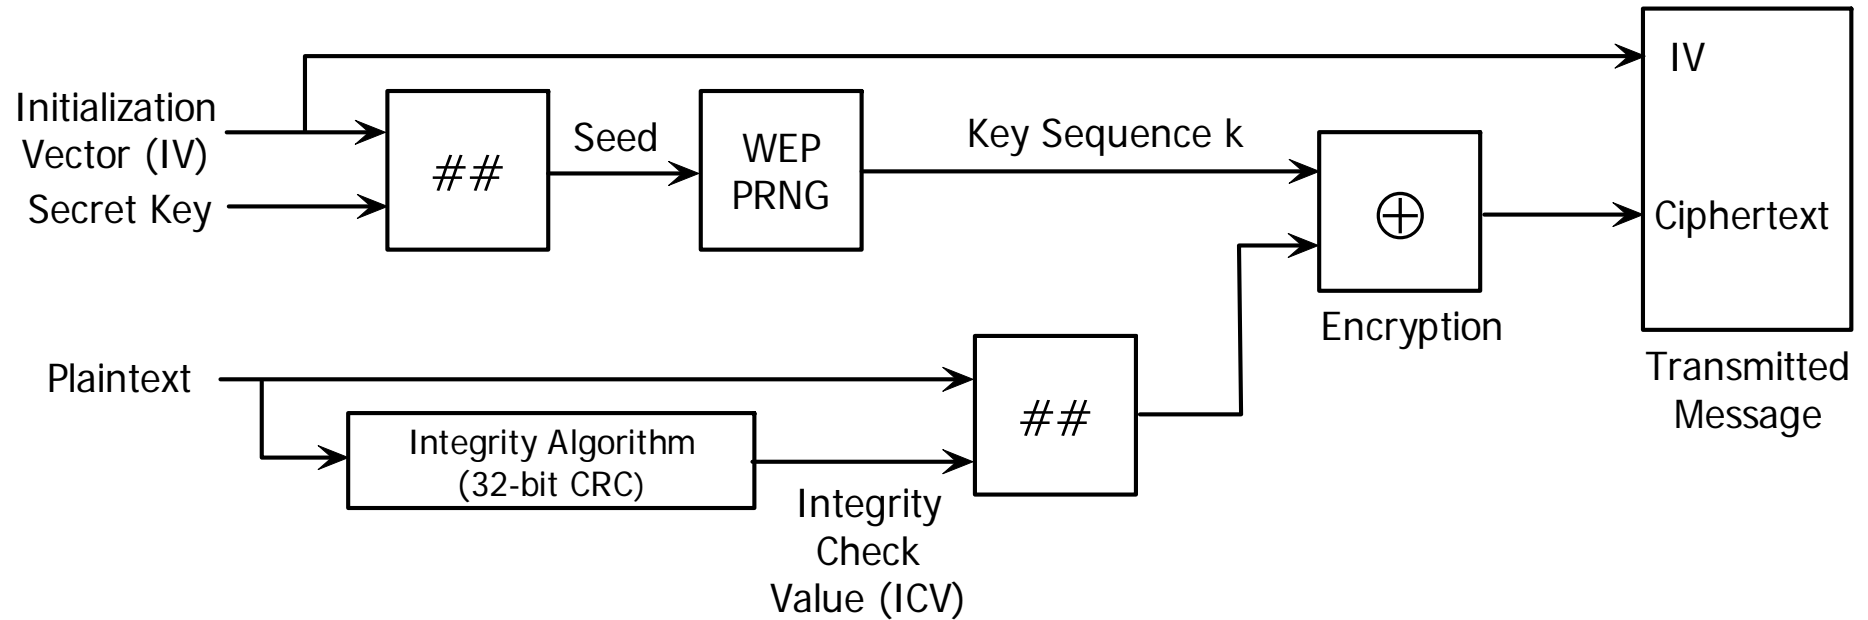 IV
Initialization
Vector (IV)
Secret Key
##
Seed
WEP
PRNG
Key Sequence k
⊕
Ciphertext
Encryption
Transmitted
Message
Plaintext
Integrity Algorithm
(32-bit CRC)
##
Integrity
Check
Value (ICV)